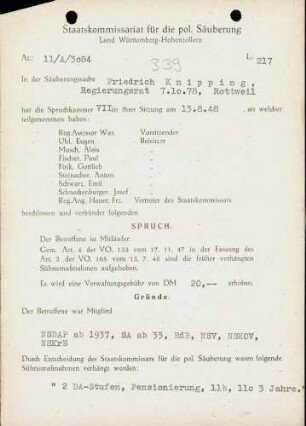 Staatskommissariat für die pol. Säuberung
Land Württemberg-Hohenzollern
Az: 11/A/3084
L. 217
339
In der Säuberungssache Friedrich Knipping,
Regierungsrat 7.10.78, Rottweil
hat die Spruchkammer VII in ihrer Sitzung am 13.8.48 an welcher
teilgenommen haben:
Reg.Assesor Wax Vorsitzender
Uhl, Eugen Beisitzer
Musch, Alois "
Fischer, Paul "
Fink, Gottlieb "
Steinacher, Anton "
Schwarz, Emil "
Schneckenburger, Josef "
Reg.Ang. Hauer, Frz. Vertreter des Staatskommissars
beschlossen und verkündet folgenden
SPRUCH.
Der Betroffene ist Mitläufer.
Gem. Art. 4 der VO. 133 vom 17. 11. 47 in der Fassung des
Art. 2 der VO. 165 vom 13. 7. 48 sind die früher verhängten
Sühnemaßnahmen aufgehoben.
Es wird eine Verwaltungsgebühr von DM 20,-- erhoben.
Gründe:
Der Betroffene war Mitglied
NSDAP ab 1937, SA ab 33, RdB, NSV, NSKOV,
NSKrB
Durch Entscheidung des Staatskommissars für die pol. Säuberung waren folgende
Sühnemaßnahmen verhängt worden:
" 2 DA-Stufen, Pensionierung, 11b, 11c 3 Jahre."